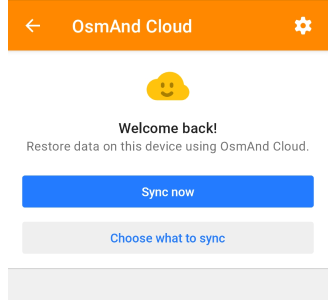 OsmAnd Cloud
Welcome back!
Restore data on this device using OsmAnd Cloud.
Sync now
Choose what to sync